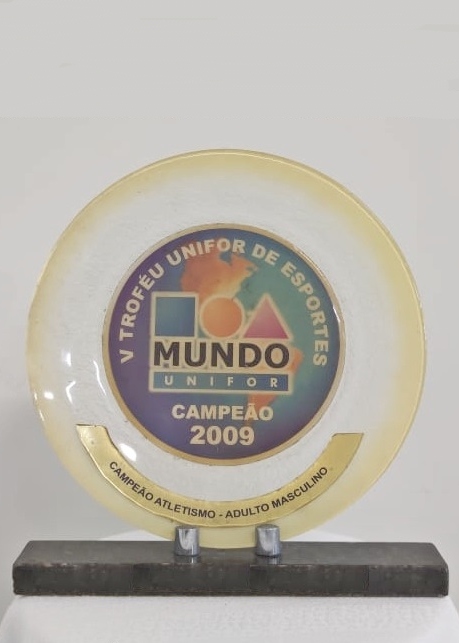 V TROFÉU UNIFOR DE ESPORTES
MUNDO
UNIFOR
CAMPEÃO
2009
CAMPEÃO ATLETISMO - ADULTO MASCULINO